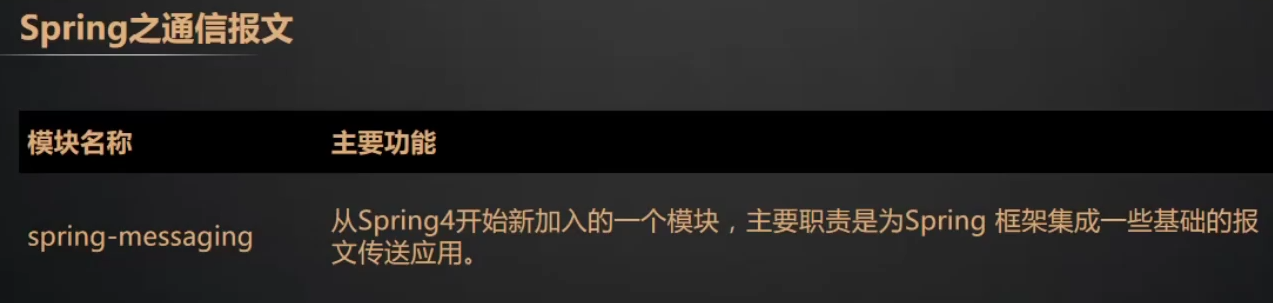 Spring之通信报文
模块名称 主要功能
spring-messaging
从Spring4开始新加入的一个模块，主要职责是为Spring 框架集成一些基础的报
文传送应用。